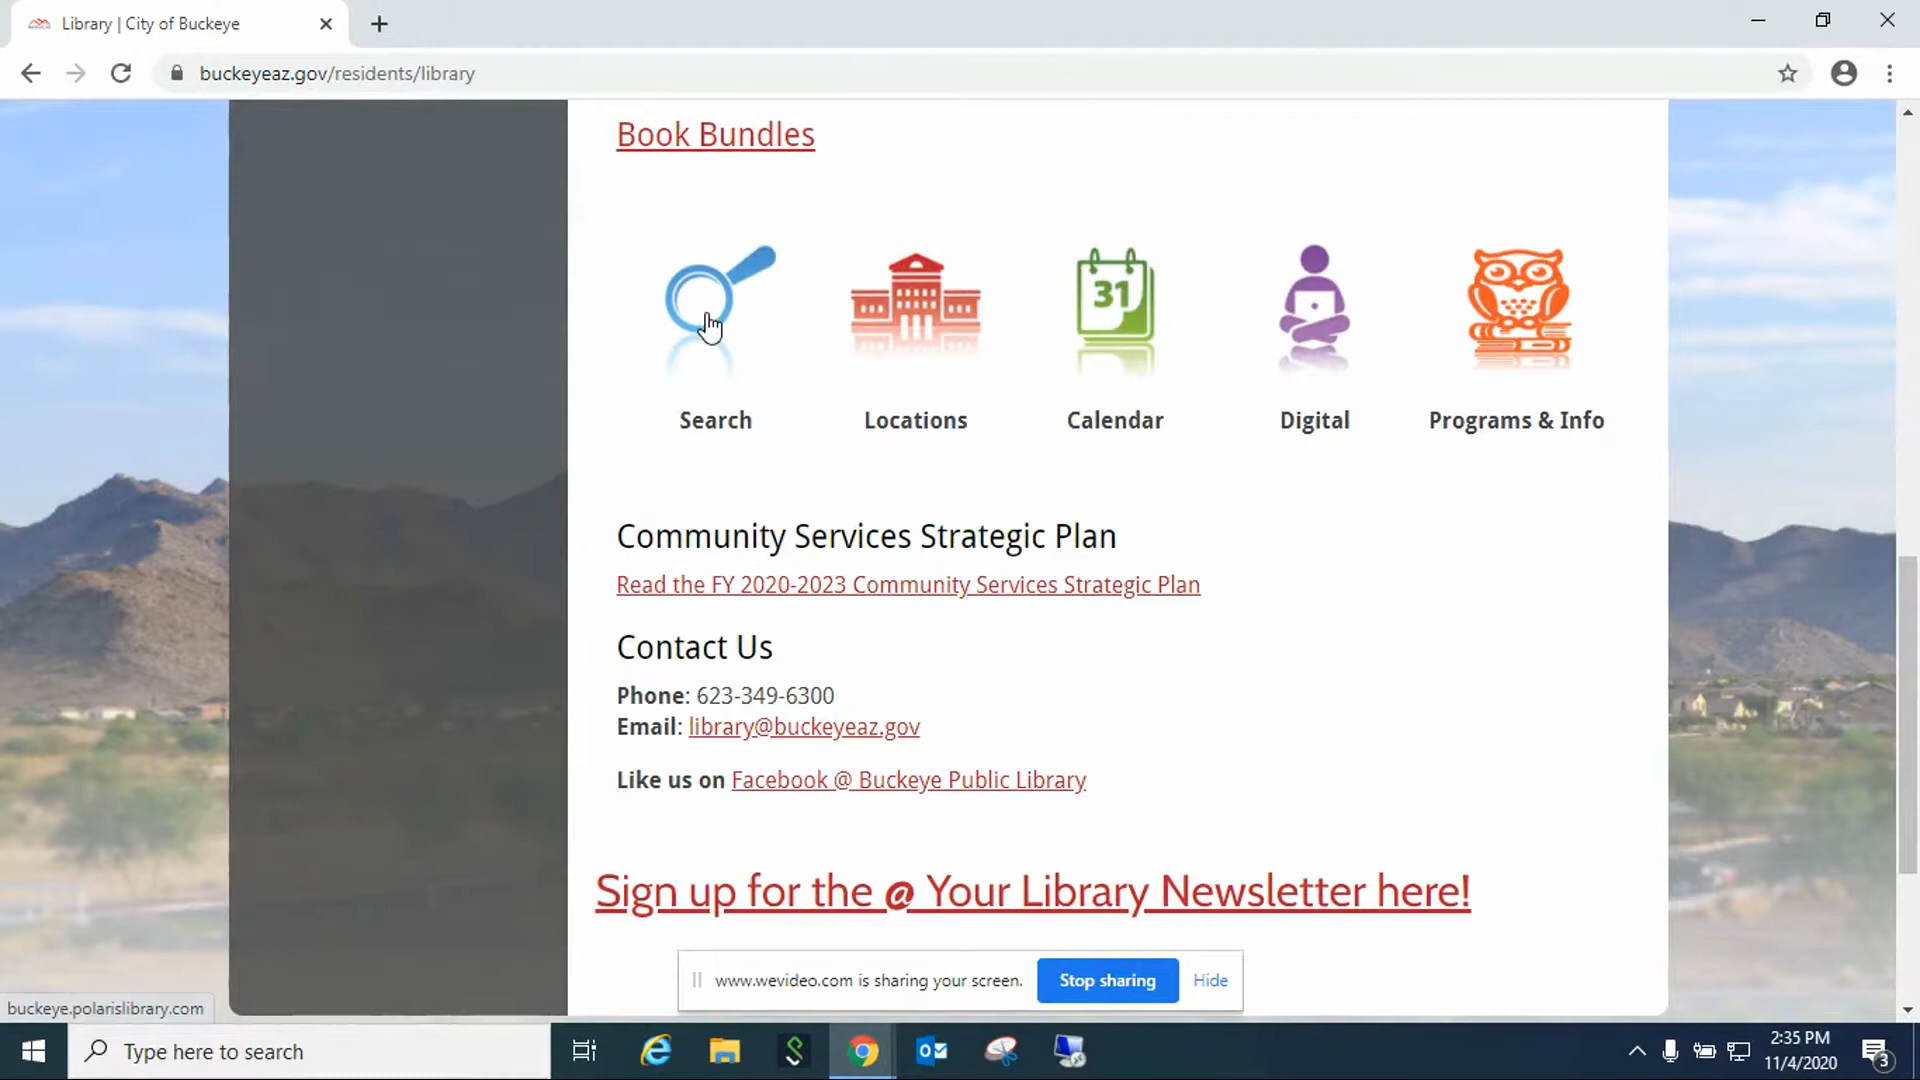 Library | City of Buckeye
buckeyeaz.gov/residents/library
Book Bundles
31
Search
Locations
Calendar
Digital
Programs & Info
Community Services Strategic Plan
Read the FY 2020-2023 Community Services Strategic Plan
Contact Us
Phone: 623-349-6300
Email: library@buckeyeaz.gov
Like us on Facebook @ Buckeye Public Library
Sign up for the @ Your Library Newsletter here!
www.wevideo.com is sharing your screen. Stop sharing Hide
buckeye.polarislibrary.com
Type here to search
2:35 PM
11/4/2020
3